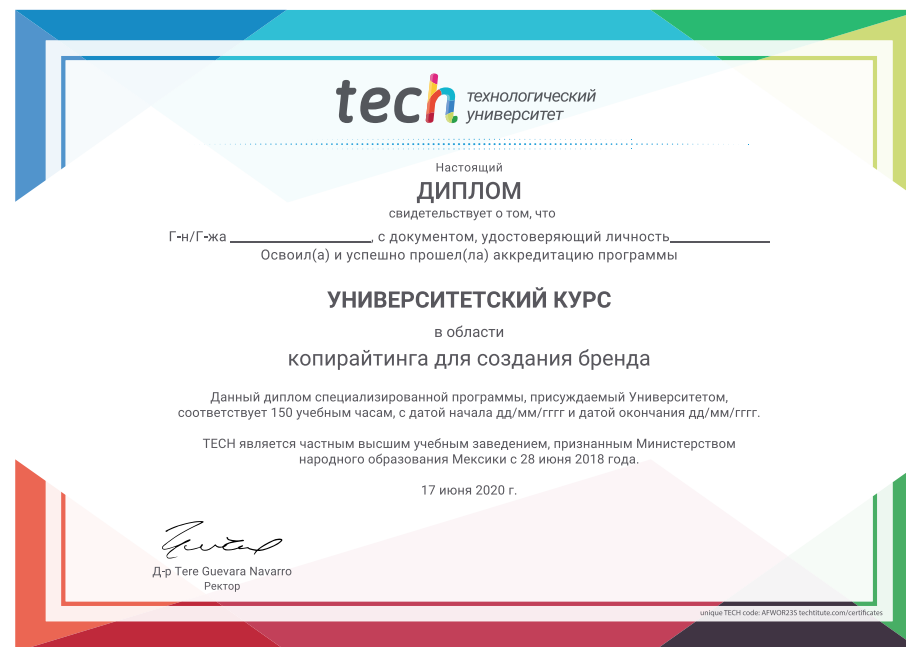 tech технологический
университет
Настоящий
ДИПЛОМ
свидетельствует о том, что
Г-н/Г-жа ____________________, с документом, удостоверяющий личность______________
Освоил(а) и успешно прошел(ла) аккредитацию программы
УНИВЕРСИТЕТСКИЙ КУРС
в области
копирайтинга для создания бренда
Данный диплом специализированной программы, присуждаемый Университетом,
соответствует 150 учебным часам, с датой начала дд/мм/гггг и датой окончания дд/мм/гггг.
TECH является частным высшим учебным заведением, признанным Министерством
народного образования Мексики с 28 июня 2018 года.
17 июня 2020 г.
Д-р Tere Guevara Navarro
Ректор
unique TECH code: AFWOR235 techtitute.com/certificates